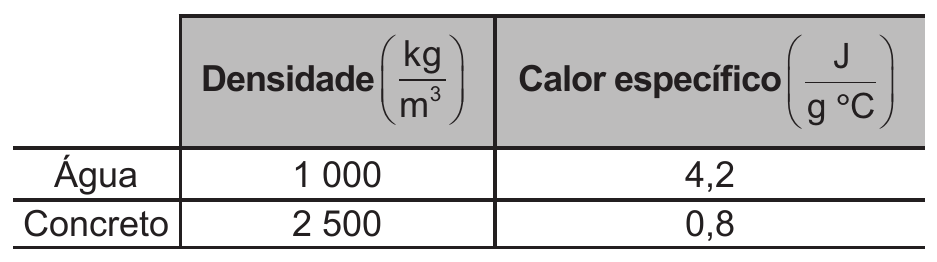 Densidade (kg/m³) Calor específico (J/g °C)
Água 1 000 4,2
Concreto 2 500 0,8